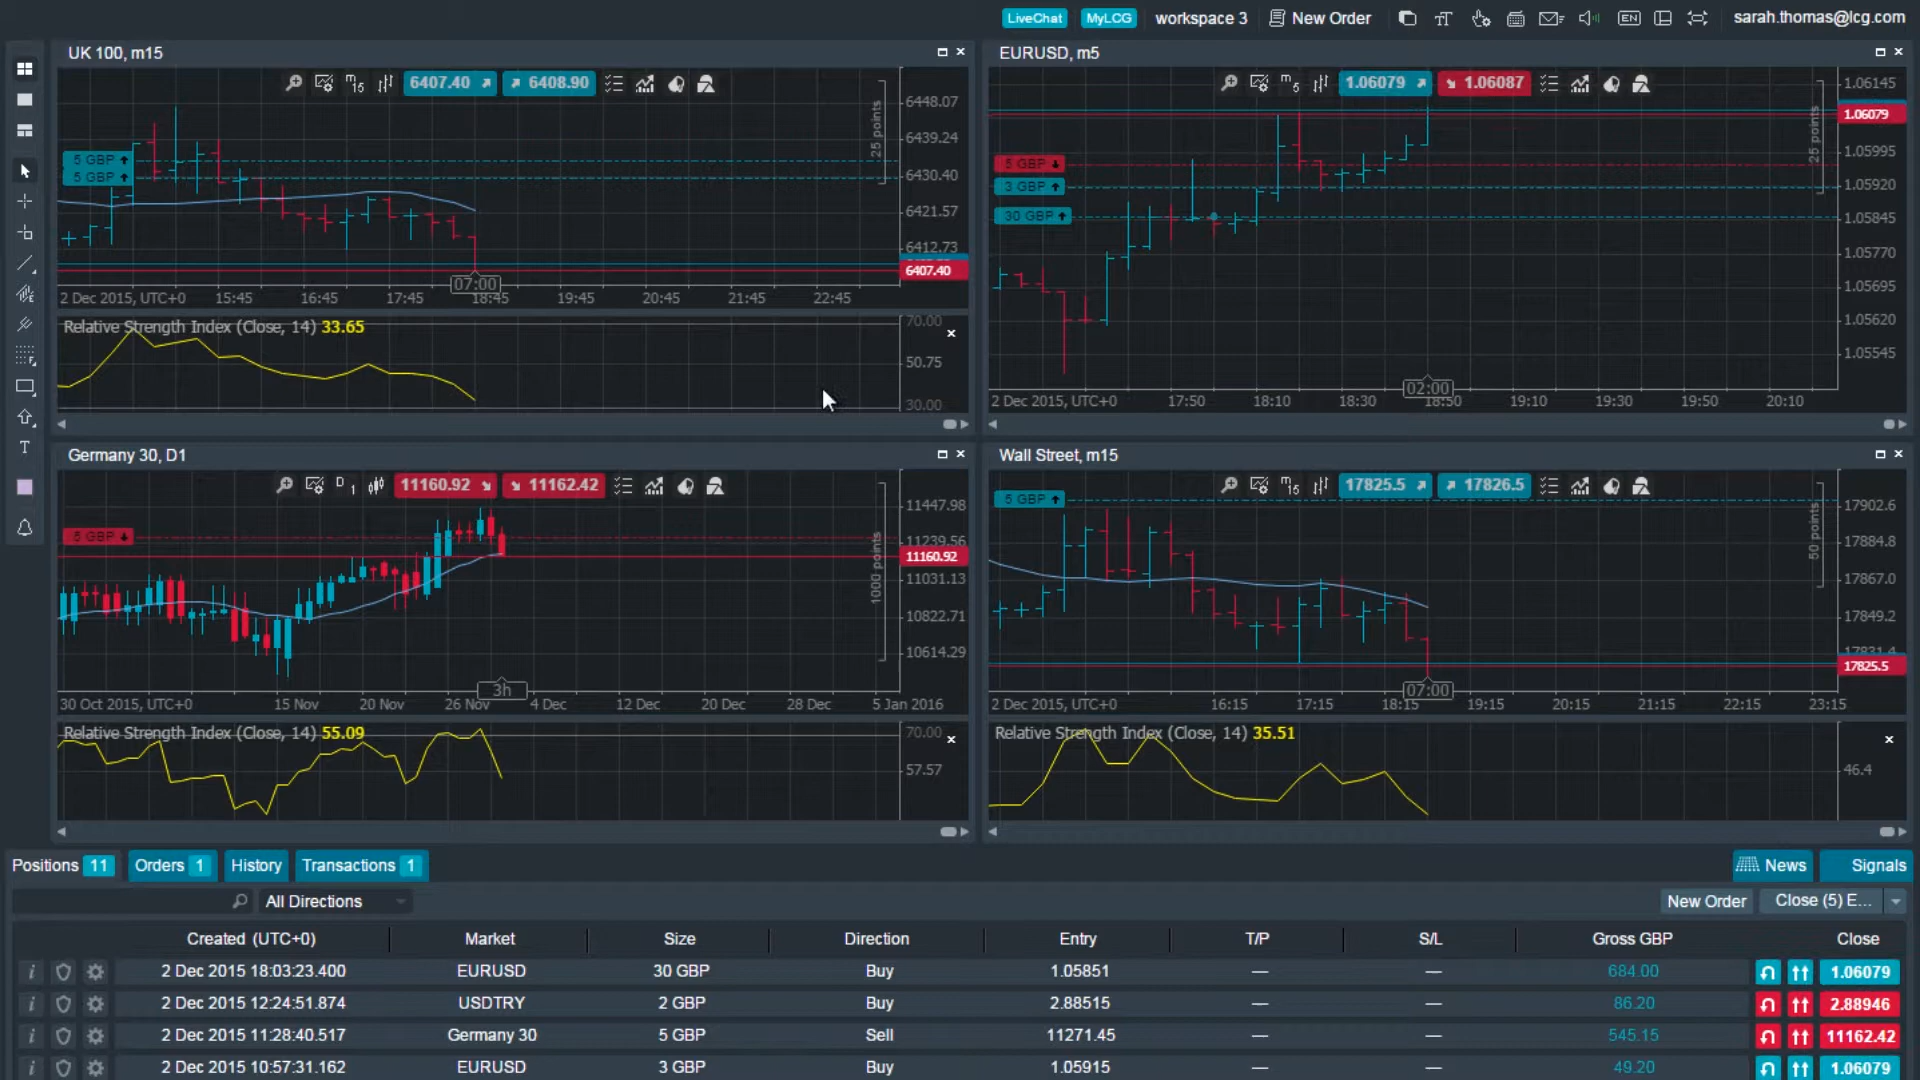 LiveChat MyLCG workspace 3 New Order EN sarah.thomas@lcg.com
UK 100, m15
m15 6407.40 6408.90
25 points
6448.07
6439.24
5 GBP
5 GBP
6430.40
6421.57
6412.73
6407.40
07:00
2 Dec 2015, UTC+0 15:45 16:45 17:45 18:45 19:45 20:45 21:45 22:45
Relative Strength Index (Close, 14) 33.65
70.00
50.75
30.00
EURUSD, m5
m5 1.06079 1.06087
25 points
1.06145
1.06079
1.05995
5 GBP
3 GBP
1.05920
30 GBP
1.05845
1.05770
1.05695
1.05620
1.05545
02:00
2 Dec 2015, UTC+0 17:50 18:10 18:30 18:50 19:10 19:30 19:50 20:10
Germany 30, D1
D1 11160.92 11162.42
1000 points
11447.98
5 GBP
11239.56
11160.92
11031.13
10822.71
10614.29
3h
30 Oct 2015, UTC+0 15 Nov 20 Nov 26 Nov 4 Dec 12 Dec 20 Dec 28 Dec 5 Jan 2016
Relative Strength Index (Close, 14) 55.09
70.00
57.57
Wall Street, m15
m15 17825.5 17826.5
50 points
5 GBP
17902.6
17884.8
17867.0
17849.2
17831.4
17825.5
07:00
2 Dec 2015, UTC+0 16:15 17:15 18:15 19:15 20:15 21:15 22:15 23:15
Relative Strength Index (Close, 14) 35.51
46.4
Positions 11 Orders 1 History Transactions 1 News Signals
All Directions New Order Close (5) E...
Created (UTC+0) Market Size Direction Entry T/P S/L Gross GBP Close
2 Dec 2015 18:03:23.400 EURUSD 30 GBP Buy 1.05851 — — 684.00 1.06079
2 Dec 2015 12:24:51.874 USDTRY 2 GBP Buy 2.88515 — — 86.20 2.88946
2 Dec 2015 11:28:40.517 Germany 30 5 GBP Sell 11271.45 — — 545.15 11162.42
2 Dec 2015 10:57:31.162 EURUSD 3 GBP Buy 1.05915 — — 49.20 1.06079